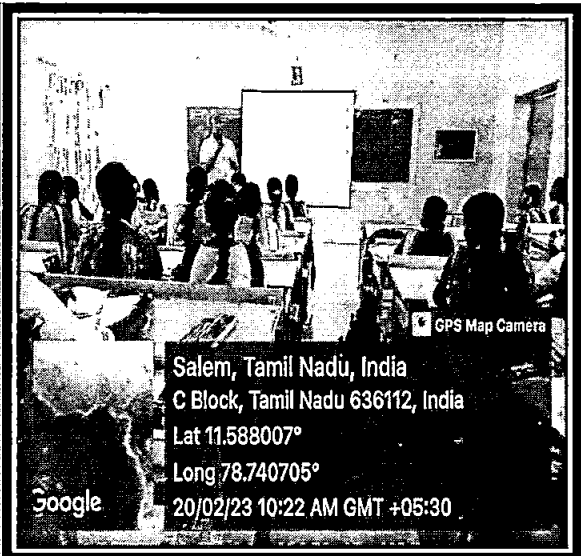 GPS Map Camera
Salem, Tamil Nadu, India
C Block, Tamil Nadu 636112, India
Lat 11.588007°
Long 78.740705°
Google
20/02/23 10:22 AM GMT +05:30